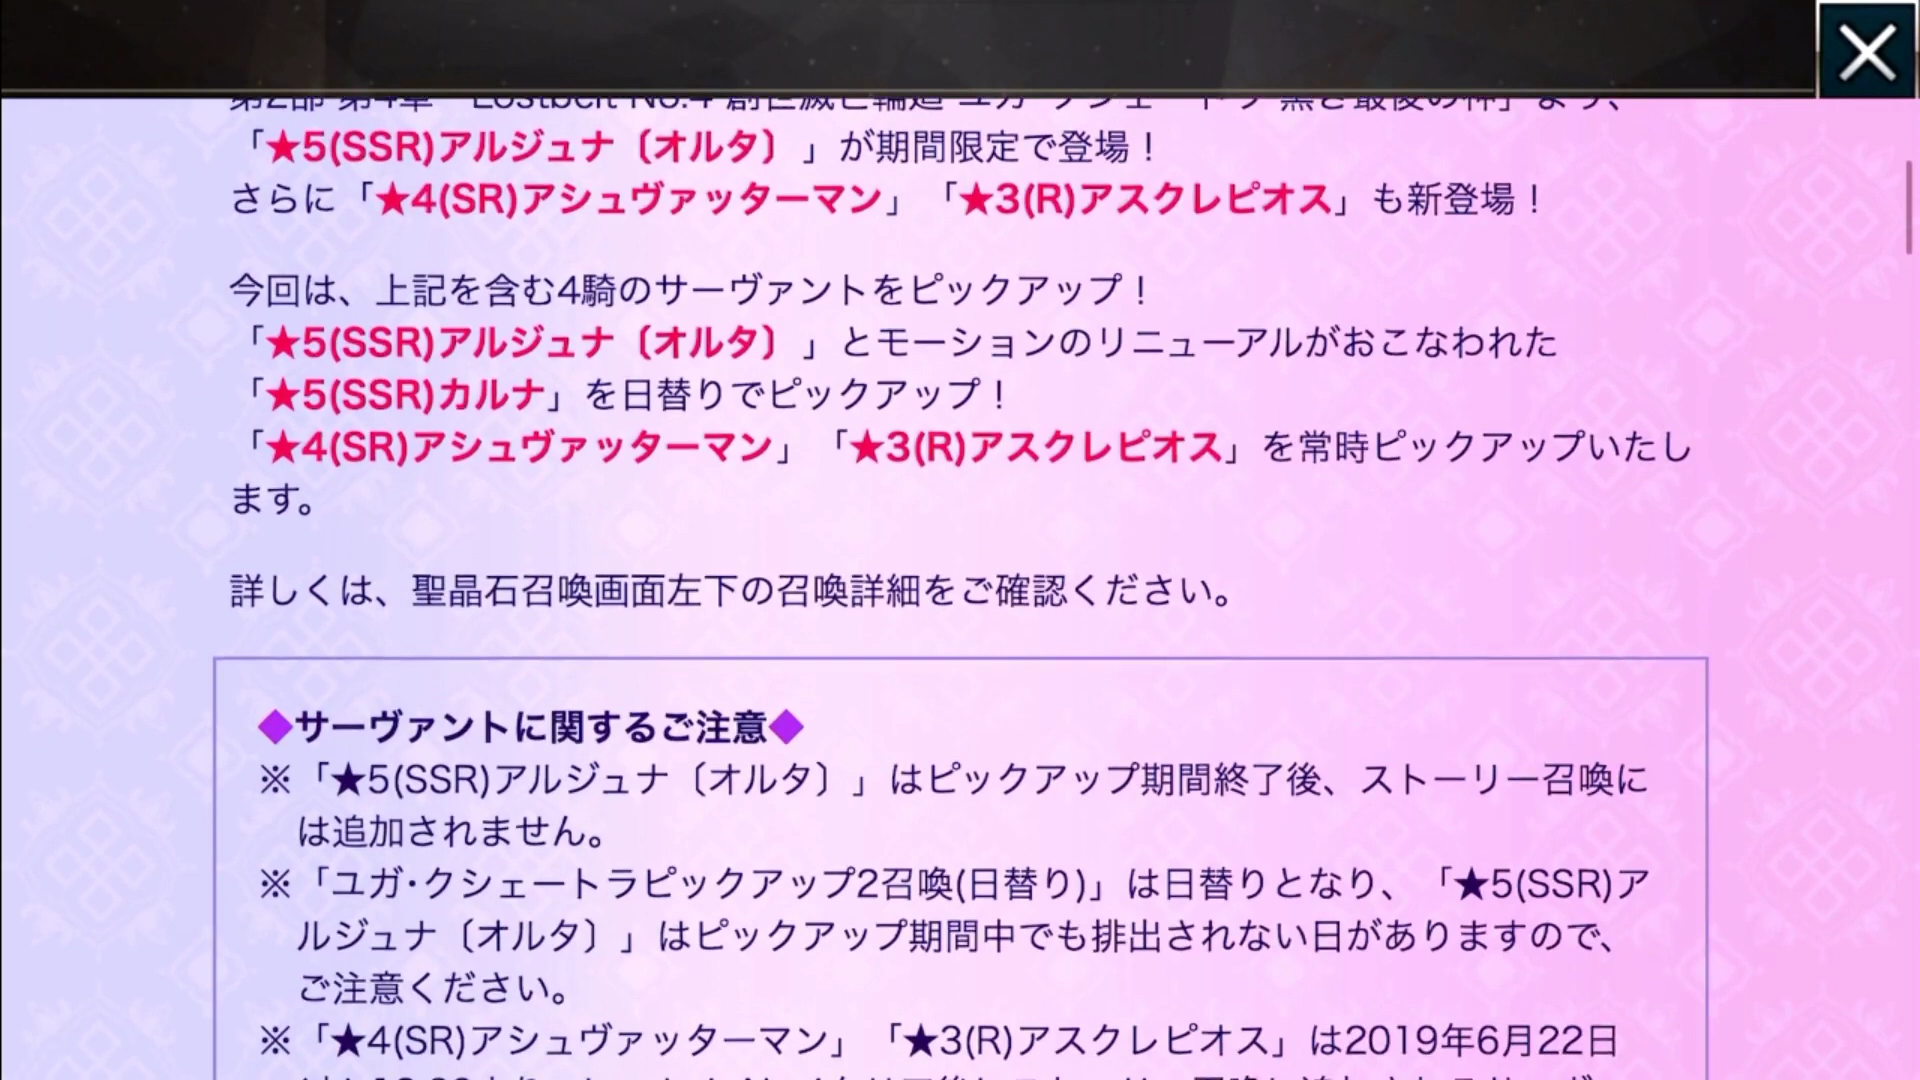 「★5(SSR)アルジュナ〔オルタ〕」が期間限定で登場！
さらに「★4(SR)アシュヴァッターマン」「★3(R)アスクレピオス」も新登場！
今回は、上記を含む4騎のサーヴァントをピックアップ！
「★5(SSR)アルジュナ〔オルタ〕」とモーションのリニューアルがおこなわれた
「★5(SSR)カルナ」を日替りでピックアップ！
「★4(SR)アシュヴァッターマン」「★3(R)アスクレピオス」を常時ピックアップいたし
ます。
詳しくは、聖晶石召喚画面左下の召喚詳細をご確認ください。
◆サーヴァントに関するご注意◆
※「★5(SSR)アルジュナ〔オルタ〕」はピックアップ期間終了後、ストーリー召喚に
は追加されません。
※「ユガ･クシェートラピックアップ2召喚(日替り)」は日替りとなり、「★5(SSR)ア
ルジュナ〔オルタ〕」はピックアップ期間中でも排出されない日がありますので、
ご注意ください。
※「★4(SR)アシュヴァッターマン」「★3(R)アスクレピオス」は2019年6月22日